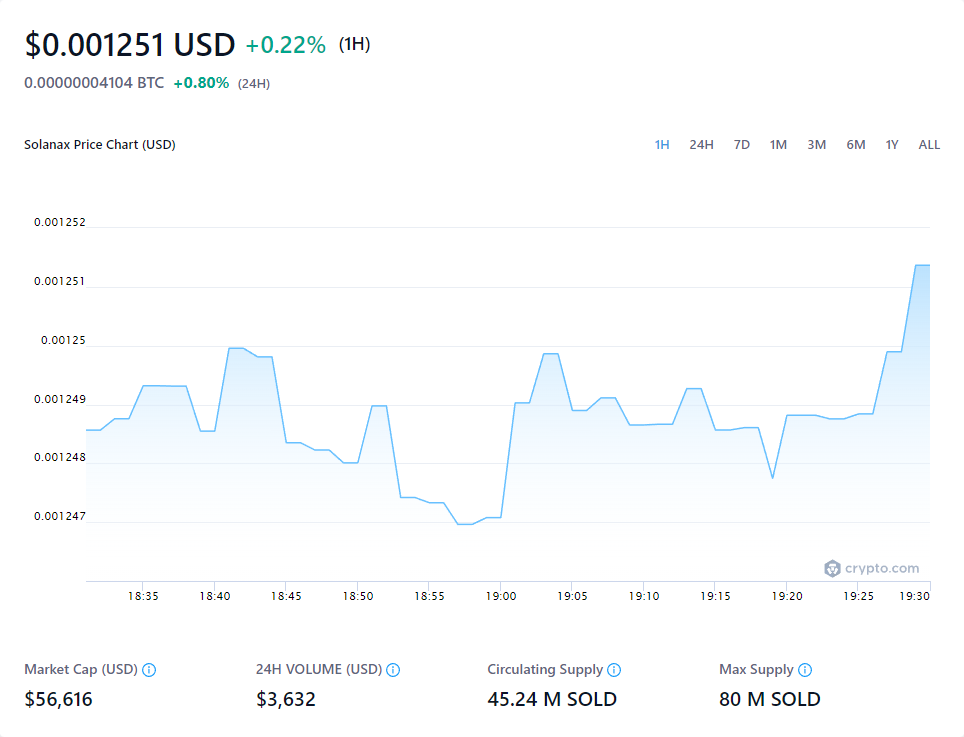 $0.001251 USD +0.22% (1H)
0.00000004104 BTC +0.80% (24H)
Solanax Price Chart (USD) 1H 24H 7D 1M 3M 6M 1Y ALL
0.001252
0.001251
0.00125
0.001249
0.001248
0.001247
crypto.com
18:35 18:40 18:45 18:50 18:55 19:00 19:05 19:10 19:15 19:20 19:25 19:30
Market Cap (USD) 24H VOLUME (USD) Circulating Supply Max Supply
$56,616 $3,632 45.24 M SOLD 80 M SOLD